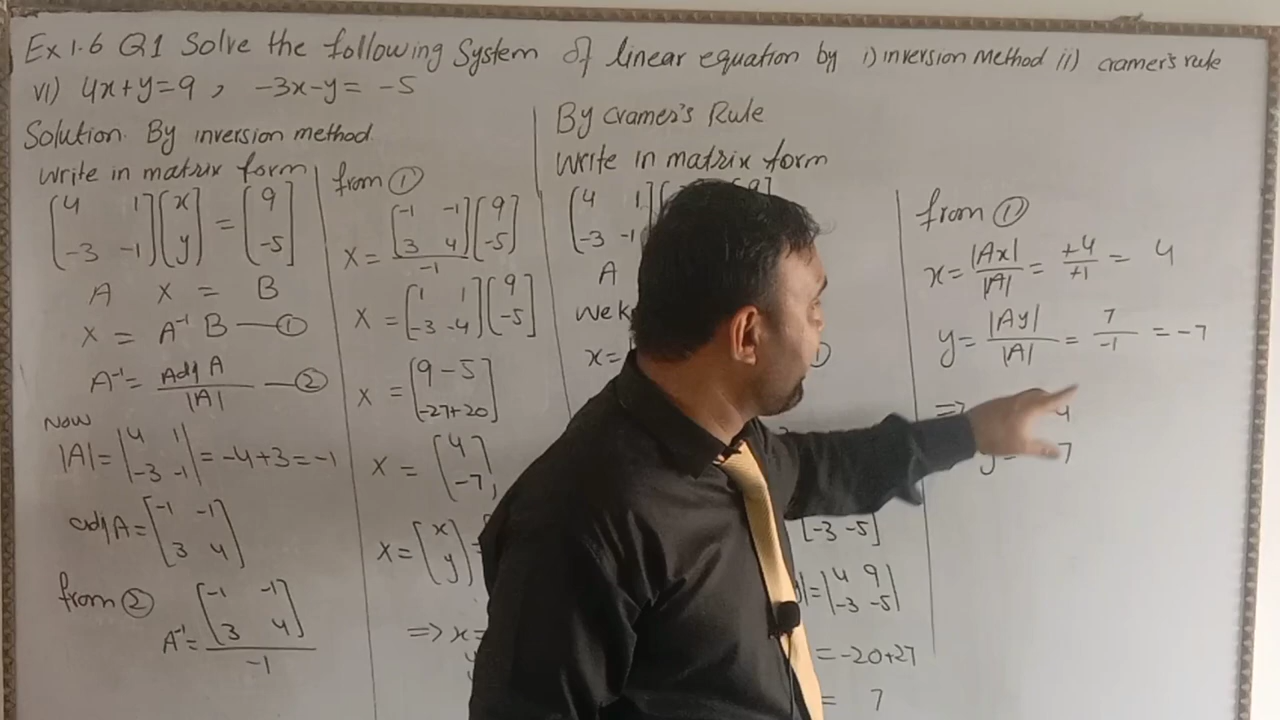 Ex 1.6 Q1 Solve the following System of linear equation by i) inversion Method ii) cramer's rule
vi) 4x+y=9 , -3x-y= -5
Solution: By inversion method.
write in matrix form
[4 1
-3 -1] [x
y] = [9
-5]
A X = B
X = A⁻¹ B —①
A⁻¹ = Adj A / |A| —②
Now
|A| = |4 1
-3 -1| = -4+3 = -1
adj A = [-1 -1
3 4]
from ②
A⁻¹ = [-1 -1
3 4] / -1
from ①
X = [-1 -1
3 4] [9
-5] / -1
X = [1 1
-3 -4] [9
-5]
X = [9-5
-27+20]
X = [4
-7]
X = [x
y] =
=> x=
By cramer's Rule
Write in matrix form
[4 1
-3 -1]
A
we
x=
[-3 -5]
= |4 9
-3 -5|
= -20+27
= 7
from ①
x = |Ax| / |A| = +4 / +1 = 4
y = |Ay| / |A| = 7 / -1 = -7
=> 4
y = 7